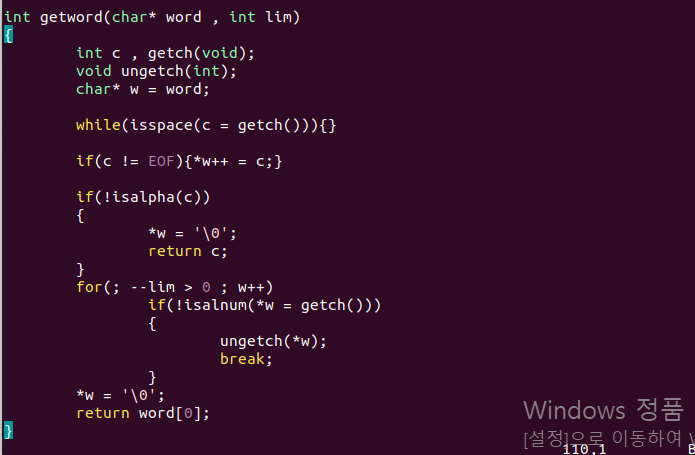 int getword(char* word , int lim)
{
        int c , getch(void);
        void ungetch(int);
        char* w = word;

        while(isspace(c = getch())){}

        if(c != EOF){*w++ = c;}

        if(!isalpha(c))
        {
                *w = '\0';
                return c;
        }
        for(; --lim > 0 ; w++)
                if(!isalnum(*w = getch()))
                {
                        ungetch(*w);
                        break;
                }
        *w = '\0';
        return word[0];
}
Windows 정품
[설정]으로 이동하여
110,1